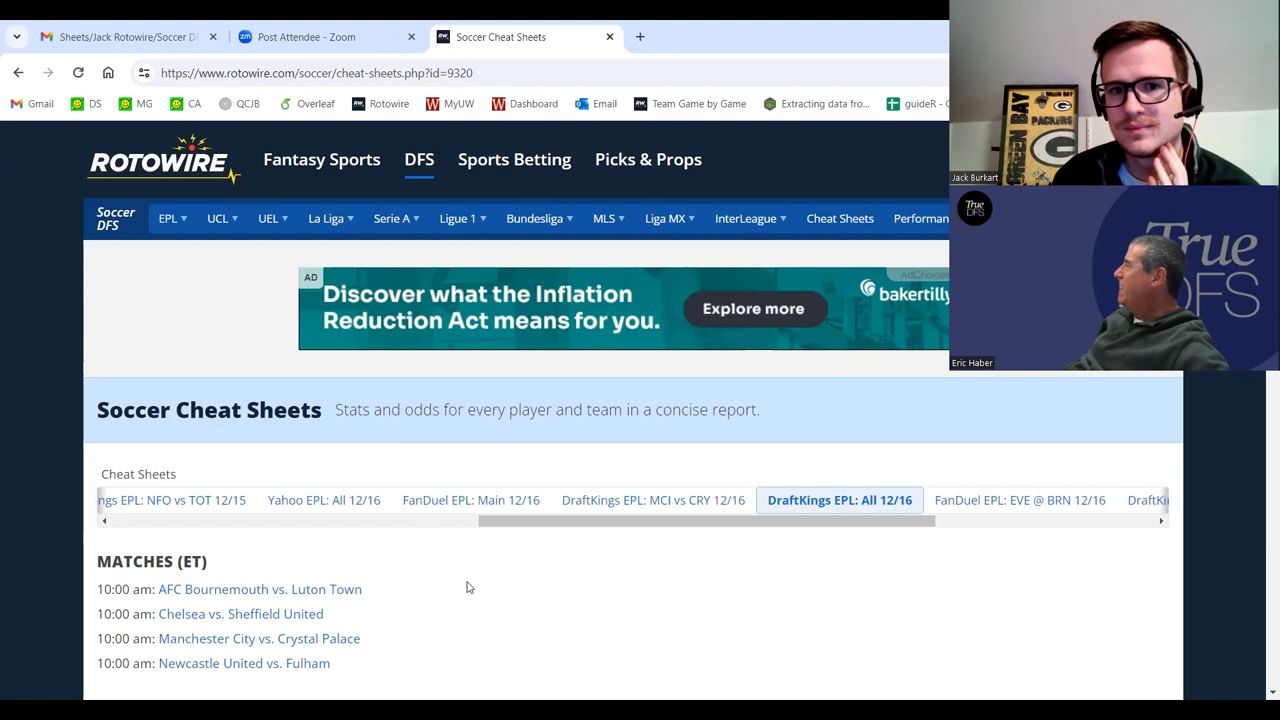 Sheets/Jack Rotowire/Soccer D
Post Attendee - Zoom
Soccer Cheat Sheets
https://www.rotowire.com/soccer/cheat-sheets.php?id=9320
Gmail DS MG CA QCJB Overleaf Rotowire MyUW Dashboard Email Team Game by Game Extracting data fro... guideR - G
ROTOWIRE Fantasy Sports DFS Sports Betting Picks & Props
Soccer DFS EPL UCL UEL La Liga Serie A Ligue 1 Bundesliga MLS Liga MX InterLeague Cheat Sheets Performan
AD
AdChoices
Discover what the Inflation
Reduction Act means for you.
Explore more
bakertilly
Soccer Cheat Sheets Stats and odds for every player and team in a concise report.
Cheat Sheets
ngs EPL: NFO vs TOT 12/15 Yahoo EPL: All 12/16 FanDuel EPL: Main 12/16 DraftKings EPL: MCI vs CRY 12/16 DraftKings EPL: All 12/16 FanDuel EPL: EVE @ BRN 12/16 DraftKi
MATCHES (ET)
10:00 am: AFC Bournemouth vs. Luton Town
10:00 am: Chelsea vs. Sheffield United
10:00 am: Manchester City vs. Crystal Palace
10:00 am: Newcastle United vs. Fulham
GREEN BAY
PACKERS
G
Jack Burkart
True
DFS
True
DFS
Eric Haber